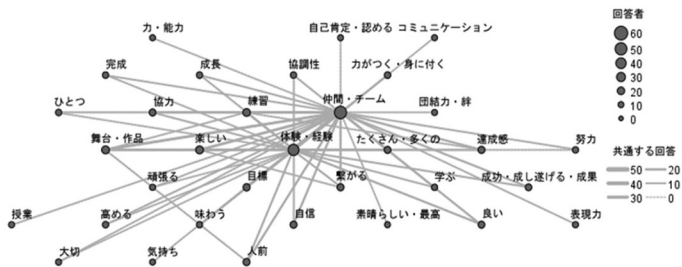 力・能力
自己肯定・認める
コミュニケーション
完成
成長
協調性
力がつく・身に付く
ひとつ
協力
練習
仲間・チーム
団結力・絆
舞台・作品
楽しい
体験・経験
たくさん・多くの
達成感
努力
頑張る
目標
繋がる
学ぶ
成功・成し遂げる・成果
授業
高める
味わう
自信
素晴らしい・最高
良い
表現力
大切
気持ち
人前
回答者
60
50
40
30
20
10
0
共通する回答
50 20
40 10
30 0